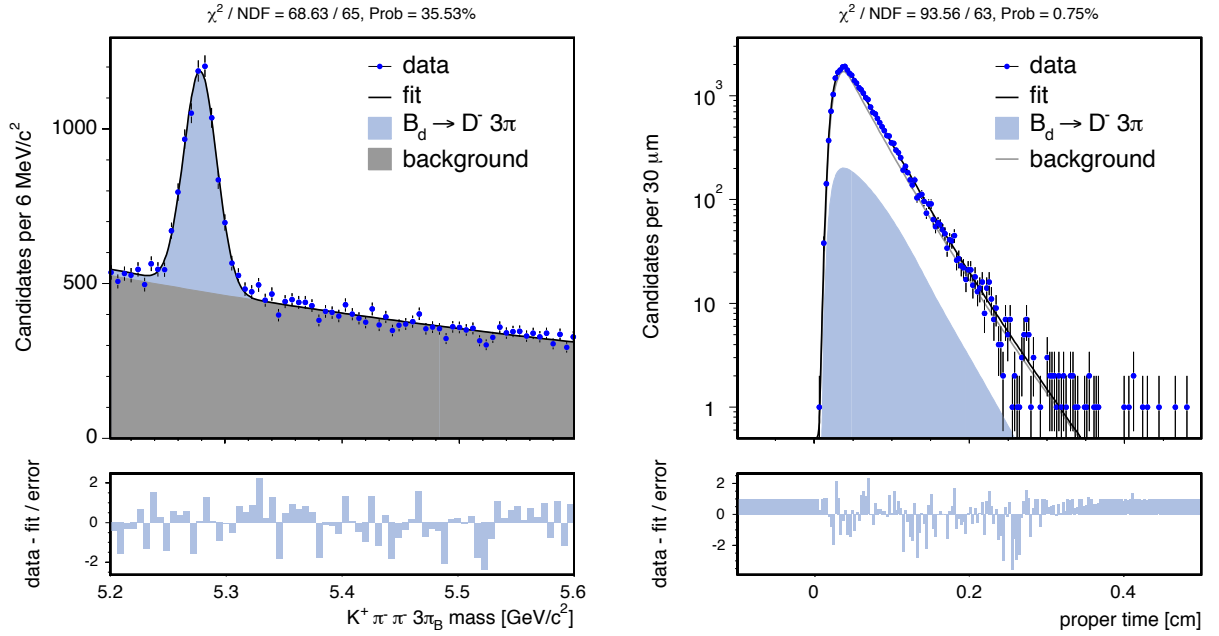 χ² / NDF = 68.63 / 65, Prob = 35.53%
Candidates per 6 MeV/c²
1000
500
0
data
fit
B_d → D⁻ 3π
background
data - fit / error
2
0
-2
5.2 5.3 5.4 5.5 5.6
K⁺ π⁻ π⁻ 3π_B mass [GeV/c²]
χ² / NDF = 93.56 / 63, Prob = 0.75%
Candidates per 30 μm
10³
10²
10
1
data
fit
B_d → D⁻ 3π
background
data - fit / error
2
0
-2
0 0.2 0.4
proper time [cm]